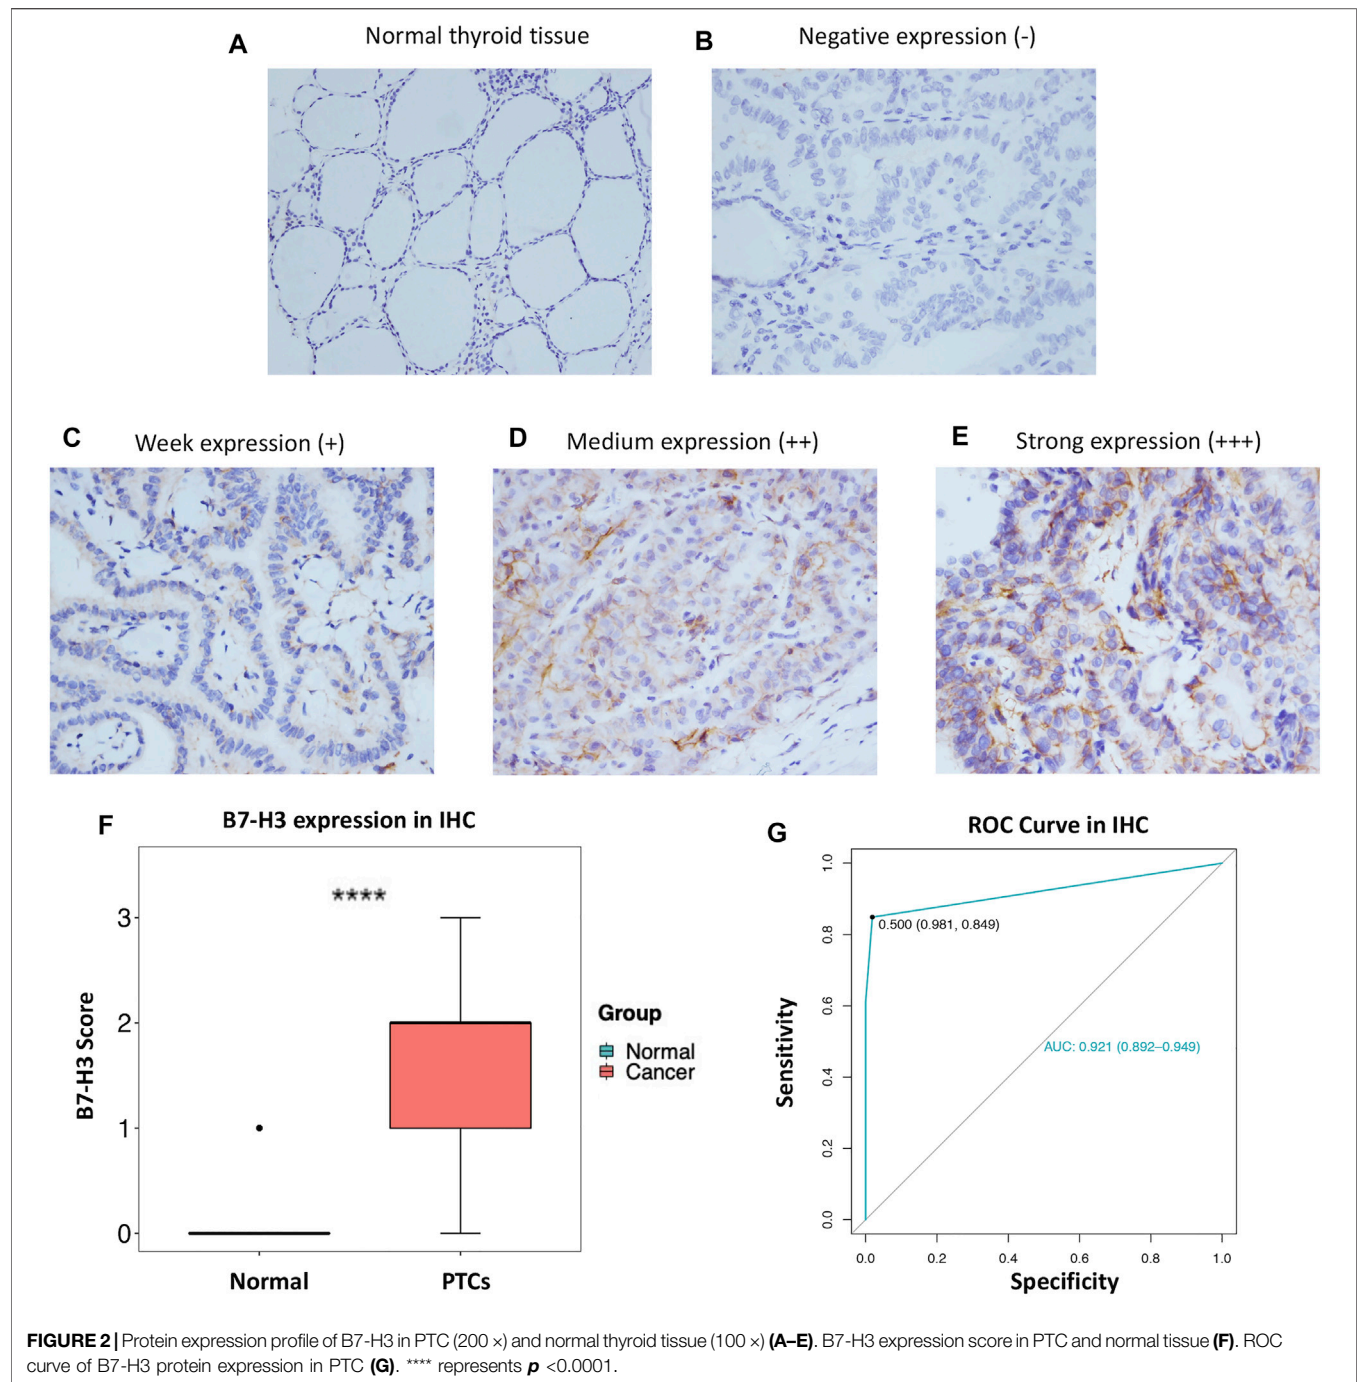 A
Normal thyroid tissue
B
Negative expression (-)
C
Week expression (+)
D
Medium expression (++)
E
Strong expression (+++)
F
B7-H3 expression in IHC
****
3
2
1
0
B7-H3 Score
Normal
PTCs
Group
Normal
Cancer
G
ROC Curve in IHC
1.0
0.8
0.6
0.4
0.2
0.0
Sensitivity
0.500 (0.981, 0.849)
AUC: 0.921 (0.892–0.949)
0.0 0.2 0.4 0.6 0.8 1.0
Specificity
FIGURE 2 | Protein expression profile of B7-H3 in PTC (200 ×) and normal thyroid tissue (100 ×) (A–E). B7-H3 expression score in PTC and normal tissue (F). ROC
curve of B7-H3 protein expression in PTC (G). **** represents p <0.0001.